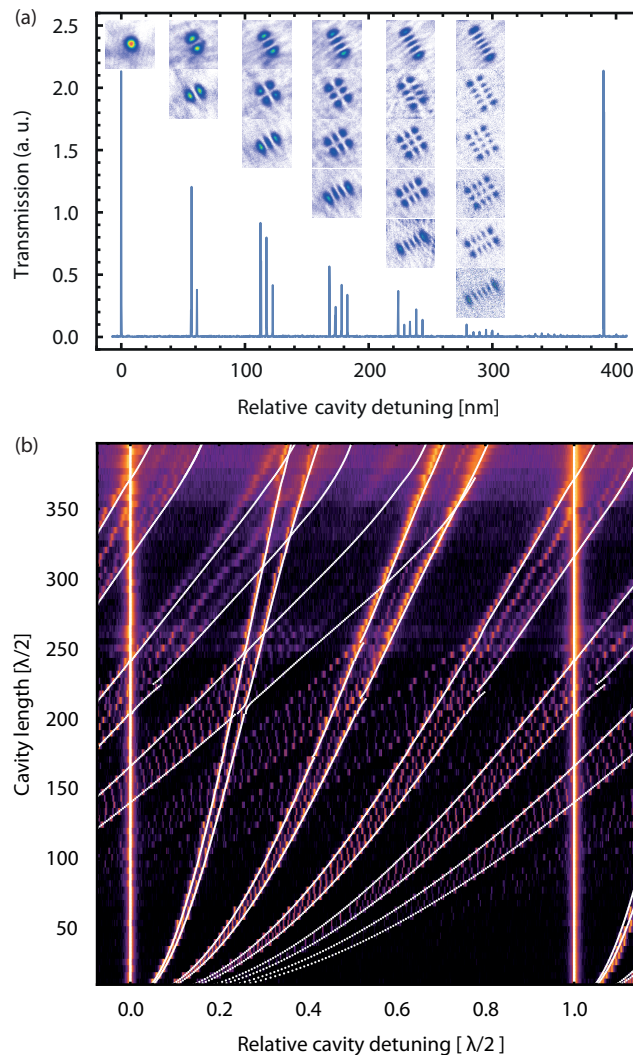 (a)
2.5
2.0
1.5
1.0
0.5
0.0
Transmission (a. u.)
0 100 200 300 400
Relative cavity detuning [nm]
(b)
350
300
250
200
150
100
50
Cavity length [λ/2]
0.0 0.2 0.4 0.6 0.8 1.0
Relative cavity detuning [ λ/2 ]